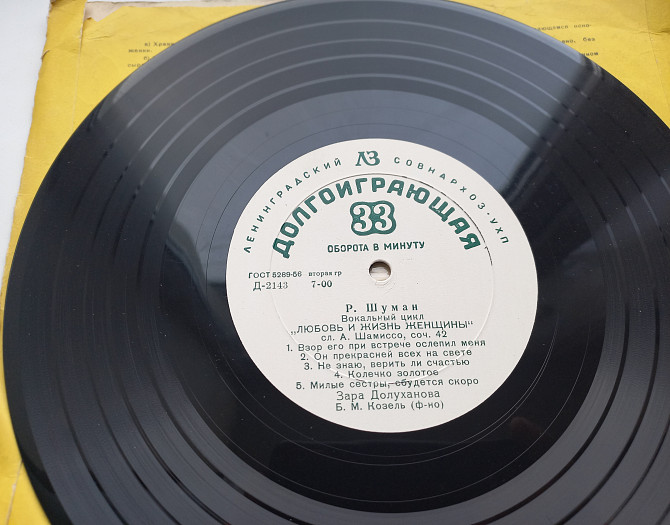 в) Хран
жание.
ЛЕНИНГРАДСКИЙ ЛЗ СОВНАРХОЗ-УХП
ДОЛГОИГРАЮЩАЯ
33
ОБОРОТА В МИНУТУ
ГОСТ 5289-56 вторая гр
Д-2143 7-00
Р. Шуман
Вокальный цикл
„ЛЮБОВЬ И ЖИЗНЬ ЖЕНЩИНЫ"
сл. А. Шамиссо, соч. 42
1. Взор его при встрече ослепил меня
2. Он прекрасней всех на свете
3. Не знаю, верить ли счастью
4. Колечко золотое
5. Милые сестры, сбудется скоро
Зара Долуханова
Б. М. Козель (ф-но)